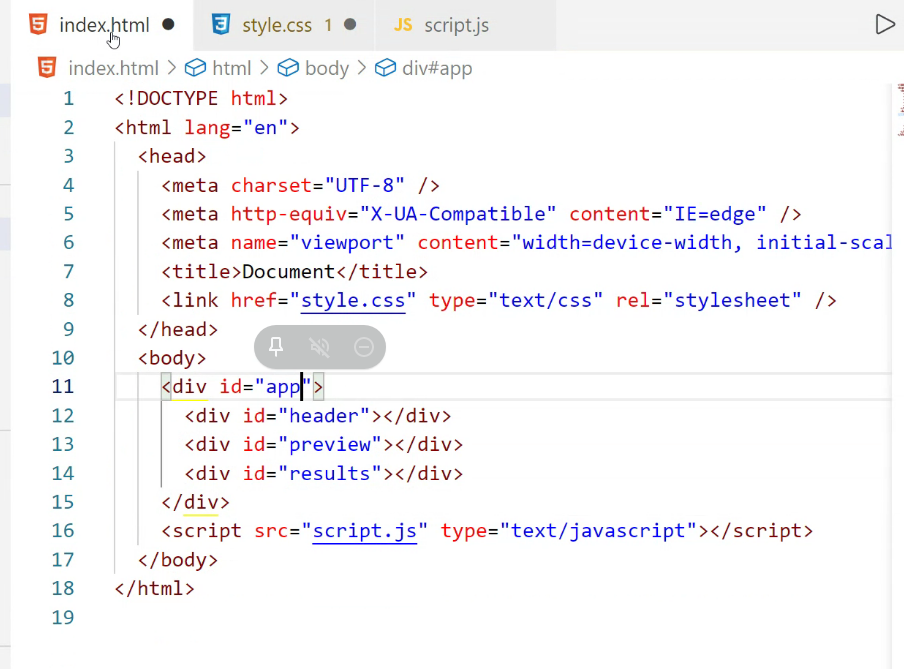 index.html style.css 1 JS script.js
index.html > html > body > div#app
1 <!DOCTYPE html>
2 <html lang="en">
3 <head>
4 <meta charset="UTF-8" />
5 <meta http-equiv="X-UA-Compatible" content="IE=edge" />
6 <meta name="viewport" content="width=device-width, initial-scal
7 <title>Document</title>
8 <link href="style.css" type="text/css" rel="stylesheet" />
9 </head>
10 <body>
11 <div id="app">
12 <div id="header"></div>
13 <div id="preview"></div>
14 <div id="results"></div>
15 </div>
16 <script src="script.js" type="text/javascript"></script>
17 </body>
18 </html>
19